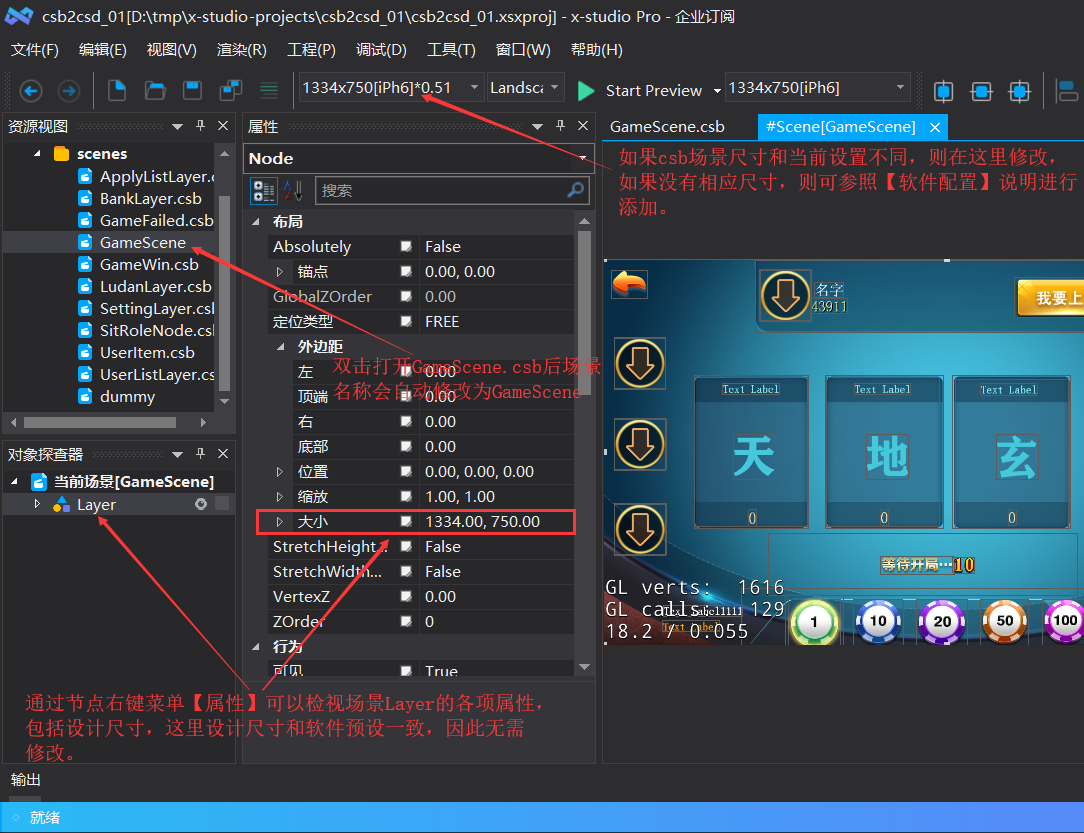 csb2csd_01[D:\tmp\x-studio-projects\csb2csd_01\csb2csd_01.xsxproj] - x-studio Pro - 企业订阅
文件(F) 编辑(E) 视图(V) 渲染(R) 工程(P) 调试(D) 工具(T) 窗口(W) 帮助(H)
1334x750[iPh6]*0.51 Landsca Start Preview 1334x750[iPh6]
资源视图
scenes
ApplyListLayer.c
BankLayer.csb
GameFailed.csb
GameScene
GameWin.csb
LudanLayer.csb
SettingLayer.csl
SitRoleNode.csl
UserItem.csb
UserListLayer.cs
dummy
对象探查器
当前场景[GameScene]
Layer
属性
Node
搜索
布局
Absolutely False
锚点 0.00, 0.00
GlobalZOrder 0.00
定位类型 FREE
外边距
左 0.00
顶端 0.00
右 0.00
底部 0.00
位置 0.00, 0.00, 0.00
缩放 1.00, 1.00
大小 1334.00, 750.00
StretchHeight... False
StretchWidth... False
VertexZ 0.00
ZOrder 0
行为
可见 True
双击打开GameScene.csb后场景
名称会自动修改为GameScene
通过节点右键菜单【属性】可以检视场景Layer的各项属性，
包括设计尺寸，这里设计尺寸和软件预设一致，因此无需
修改。
GameScene.csb #Scene[GameScene]
如果csb场景尺寸和当前设置不同，则在这里修改，
如果没有相应尺寸，则可参照【软件配置】说明进行
添加。
名字
43911
我要上
Text Label Text Label Text Label
天 地 玄
0 0 0
等待开局…10
GL verts: 1616
GL calls: 129
18.2 / 0.055
Text Label
1 10 20 50 100
输出
就绪